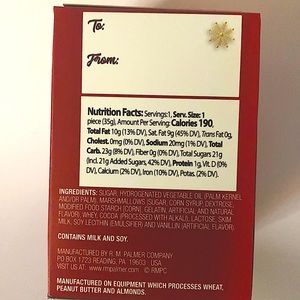 To:
From:
Nutrition Facts: Servings:1, Serv. Size: 1
piece (35g), Amount Per Serving: Calories 190,
Total Fat 10g (13% DV), Sat. Fat 9g (45% DV), Trans Fat 0g,
Cholest. 0mg (0% DV), Sodium 20mg (1% DV), Total
Carb. 23g (8% DV), Fiber 0g (0% DV), Total Sugars 21g
(Incl. 21g Added Sugars, 42% DV), Protein 1g, Vit. D (0%
DV), Calcium (2% DV), Iron (10% DV), Potas. (2% DV).
INGREDIENTS: SUGAR, HYDROGENATED VEGETABLE OIL (PALM KERNEL
AND/OR PALM), MARSHMALLOWS (SUGAR, CORN SYRUP, DEXTROSE,
MODIFIED FOOD STARCH (CORN), GELATIN, ARTIFICIAL AND NATURAL
FLAVOR), WHEY, COCOA (PROCESSED WITH ALKALI), LACTOSE, SKIM
MILK, SOY LECITHIN (EMULSIFIER) AND VANILLIN (ARTIFICIAL
FLAVOR).
CONTAINS MILK AND SOY.
MANUFACTURED BY R. M. PALMER COMPANY
PO BOX 1723 READING, PA 19603 USA
VISIT US AT: www.rmpalmer.com © RMPC
MANUFACTURED ON EQUIPMENT WHICH PROCESSES WHEAT,
PEANUT BUTTER AND ALMONDS.